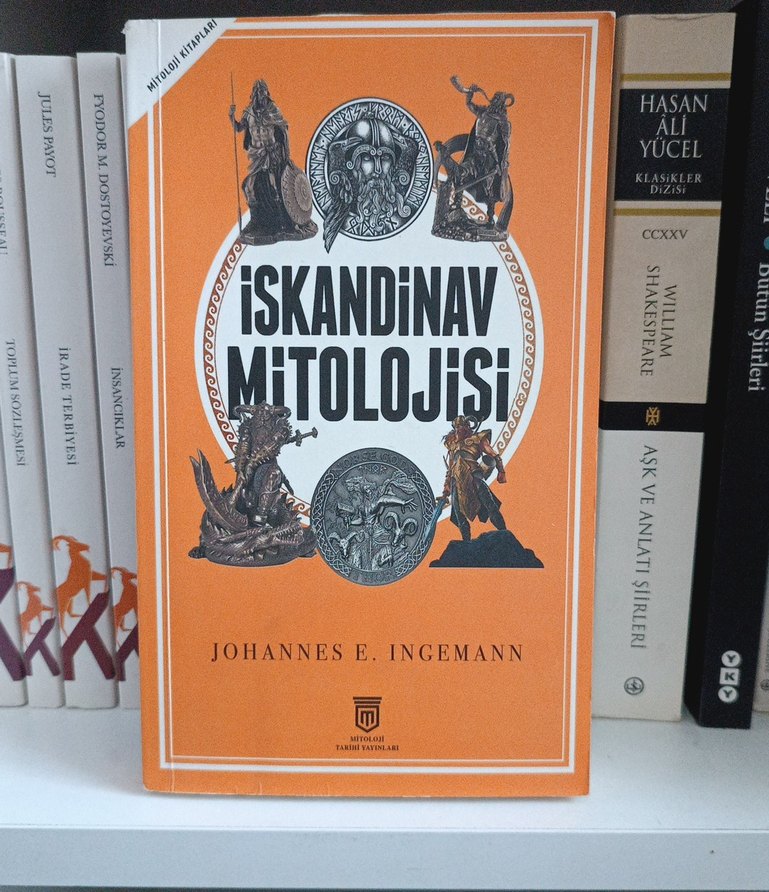 MİTOLOJİ KİTAPLARI
İSKANDİNAV
MİTOLOJİSİ
JOHANNES E. INGEMANN
M
MİTOLOJİ
TARİHİ YAYINLARI
TOPLUM SÖZLEŞMESİ
JULES PAYOT
İRADE TERBİYESİ
FYODOR M. DOSTOYEVSKİ
İNSANCIKLAR
HASAN
ÂLİ
YÜCEL
KLASİKLER
DİZİSİ
CCXXV
WILLIAM
SHAKESPEARE
AŞK VE ANLATI ŞİİRLERİ
Bütün Şiirleri
YKY